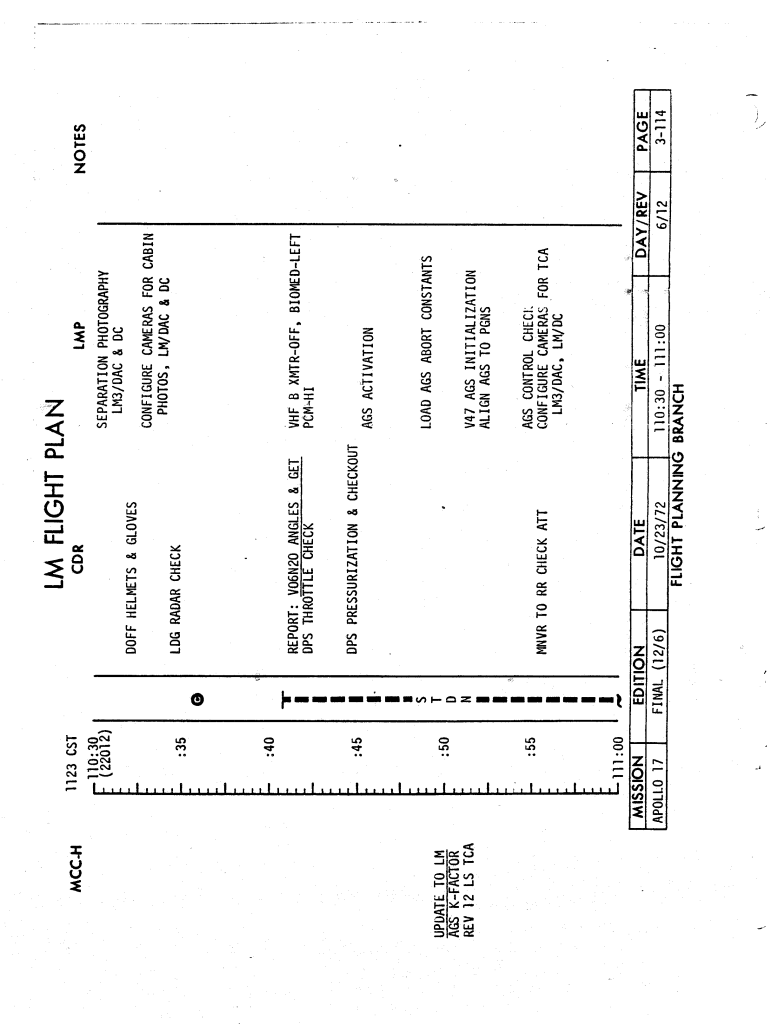 LM FLIGHT PLAN
MCC-H
1123 CST
CDR
LMP
NOTES
110:30
(22012)
:35
:40
:45
:50
:55
111:00
UPDATE TO LM
AGS K-FACTOR
REV 12 LS TCA
S
T
D
N
DOFF HELMETS & GLOVES
LDG RADAR CHECK
REPORT: V06N20 ANGLES & GET
DPS THROTTLE CHECK
DPS PRESSURIZATION & CHECKOUT
MNVR TO RR CHECK ATT
SEPARATION PHOTOGRAPHY
LM3/DAC & DC
CONFIGURE CAMERAS FOR CABIN
PHOTOS, LM/DAC & DC
VHF B XMTR-OFF, BIOMED-LEFT
PCM-HI
AGS ACTIVATION
LOAD AGS ABORT CONSTANTS
V47 AGS INITIALIZATION
ALIGN AGS TO PGNS
AGS CONTROL CHECK
CONFIGURE CAMERAS FOR TCA
LM3/DAC, LM/DC
MISSION EDITION DATE TIME DAY/REV PAGE
APOLLO 17 FINAL (12/6) 10/23/72 110:30 - 111:00 6/12 3-114
FLIGHT PLANNING BRANCH